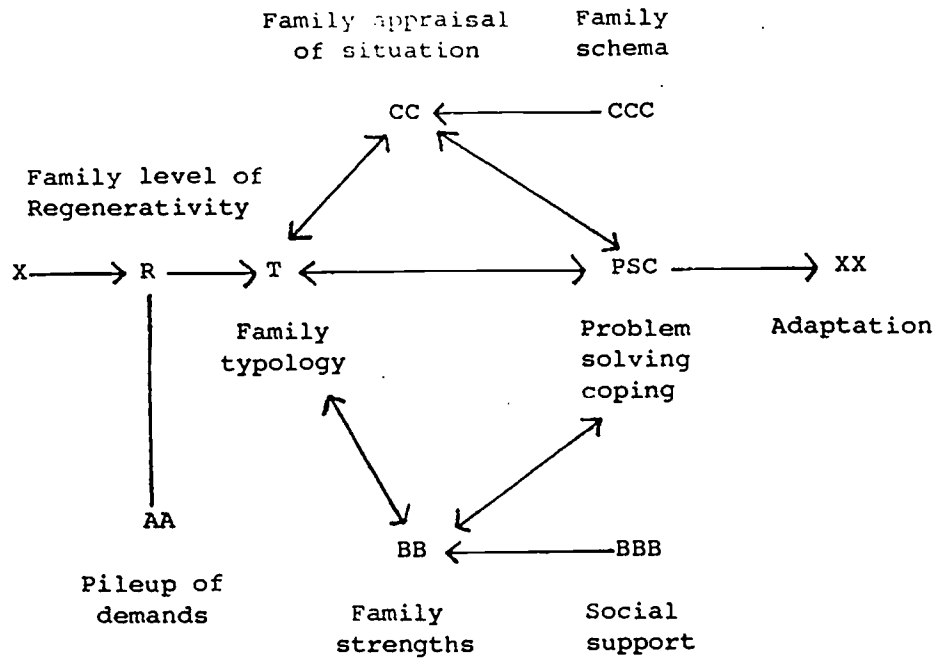 Family appraisal
of situation
Family
schema
CC
CCC
Family level of
Regenerativity
X
R
T
PSC
XX
Family
typology
Problem
solving
coping
Adaptation
AA
BB
BBB
Pileup of
demands
Family
strengths
Social
support